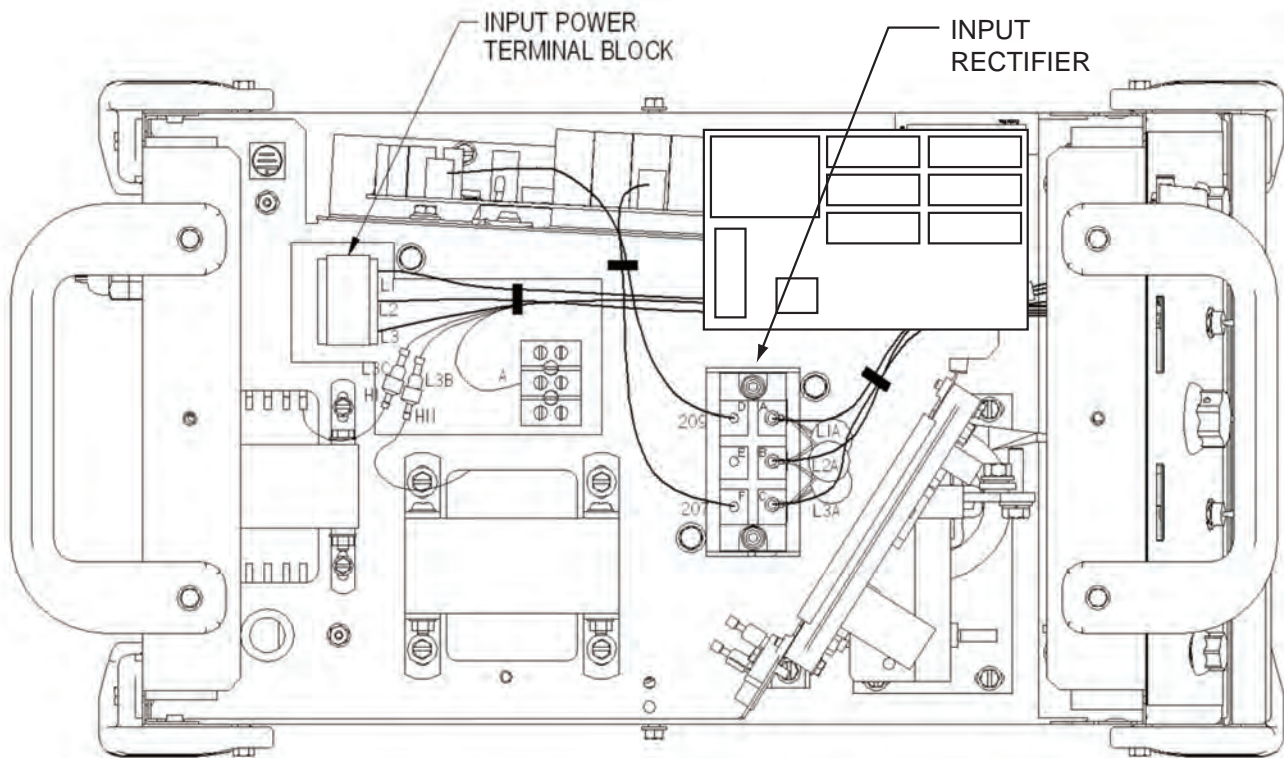 INPUT POWER
TERMINAL BLOCK
INPUT
RECTIFIER
L1
L2
L3
L3C
L3B
H1
H11
A
209
D
A
L1A
E
B
L2A
207
F
C
L3A